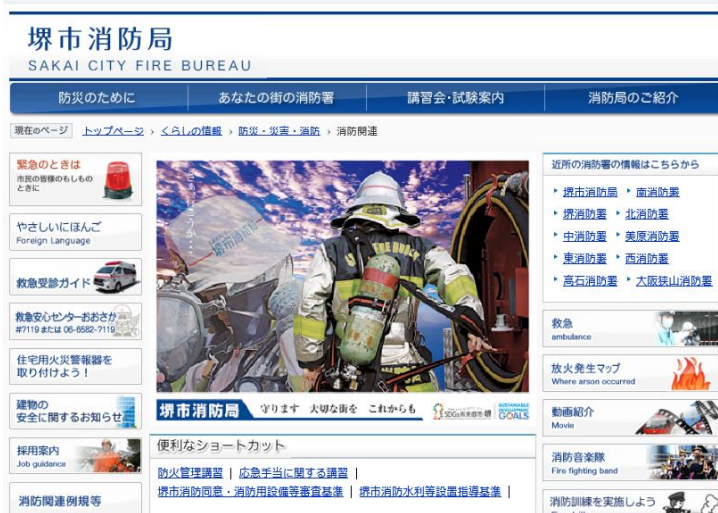 堺市消防局
SAKAI CITY FIRE BUREAU
防災のために
あなたの街の消防署
講習会・試験案内
消防局のご紹介
現在のページ トップページ › くらしの情報 › 防災・災害・消防 › 消防関連
緊急のときは
市民の皆様のもしもの
ときに
やさしいにほんご
Foreign Language
救急受診ガイド
救急安心センターおおさか
#7119 または 06-6582-7119
住宅用火災警報器を
取り付けよう！
建物の
安全に関するお知らせ
採用案内
Job guidance
消防関連例規等
堺市消防局
FIRE BUREAU
堺市消防局 守ります 大切な街を これからも
SDGs未来都市・堺
SUSTAINABLE
DEVELOPMENT
GOALS
便利なショートカット
防火管理講習 | 応急手当に関する講習 |
堺市消防同意・消防用設備等審査基準 | 堺市消防水利等設置指導基準 |
近所の消防署の情報はこちらから
堺市消防局 南消防署
堺消防署 北消防署
中消防署 美原消防署
東消防署 西消防署
高石消防署 大阪狭山消防署
救急
ambulance
放火発生マップ
Where arson occurred
動画紹介
Movie
消防音楽隊
Fire fighting band
消防訓練を実施しよう